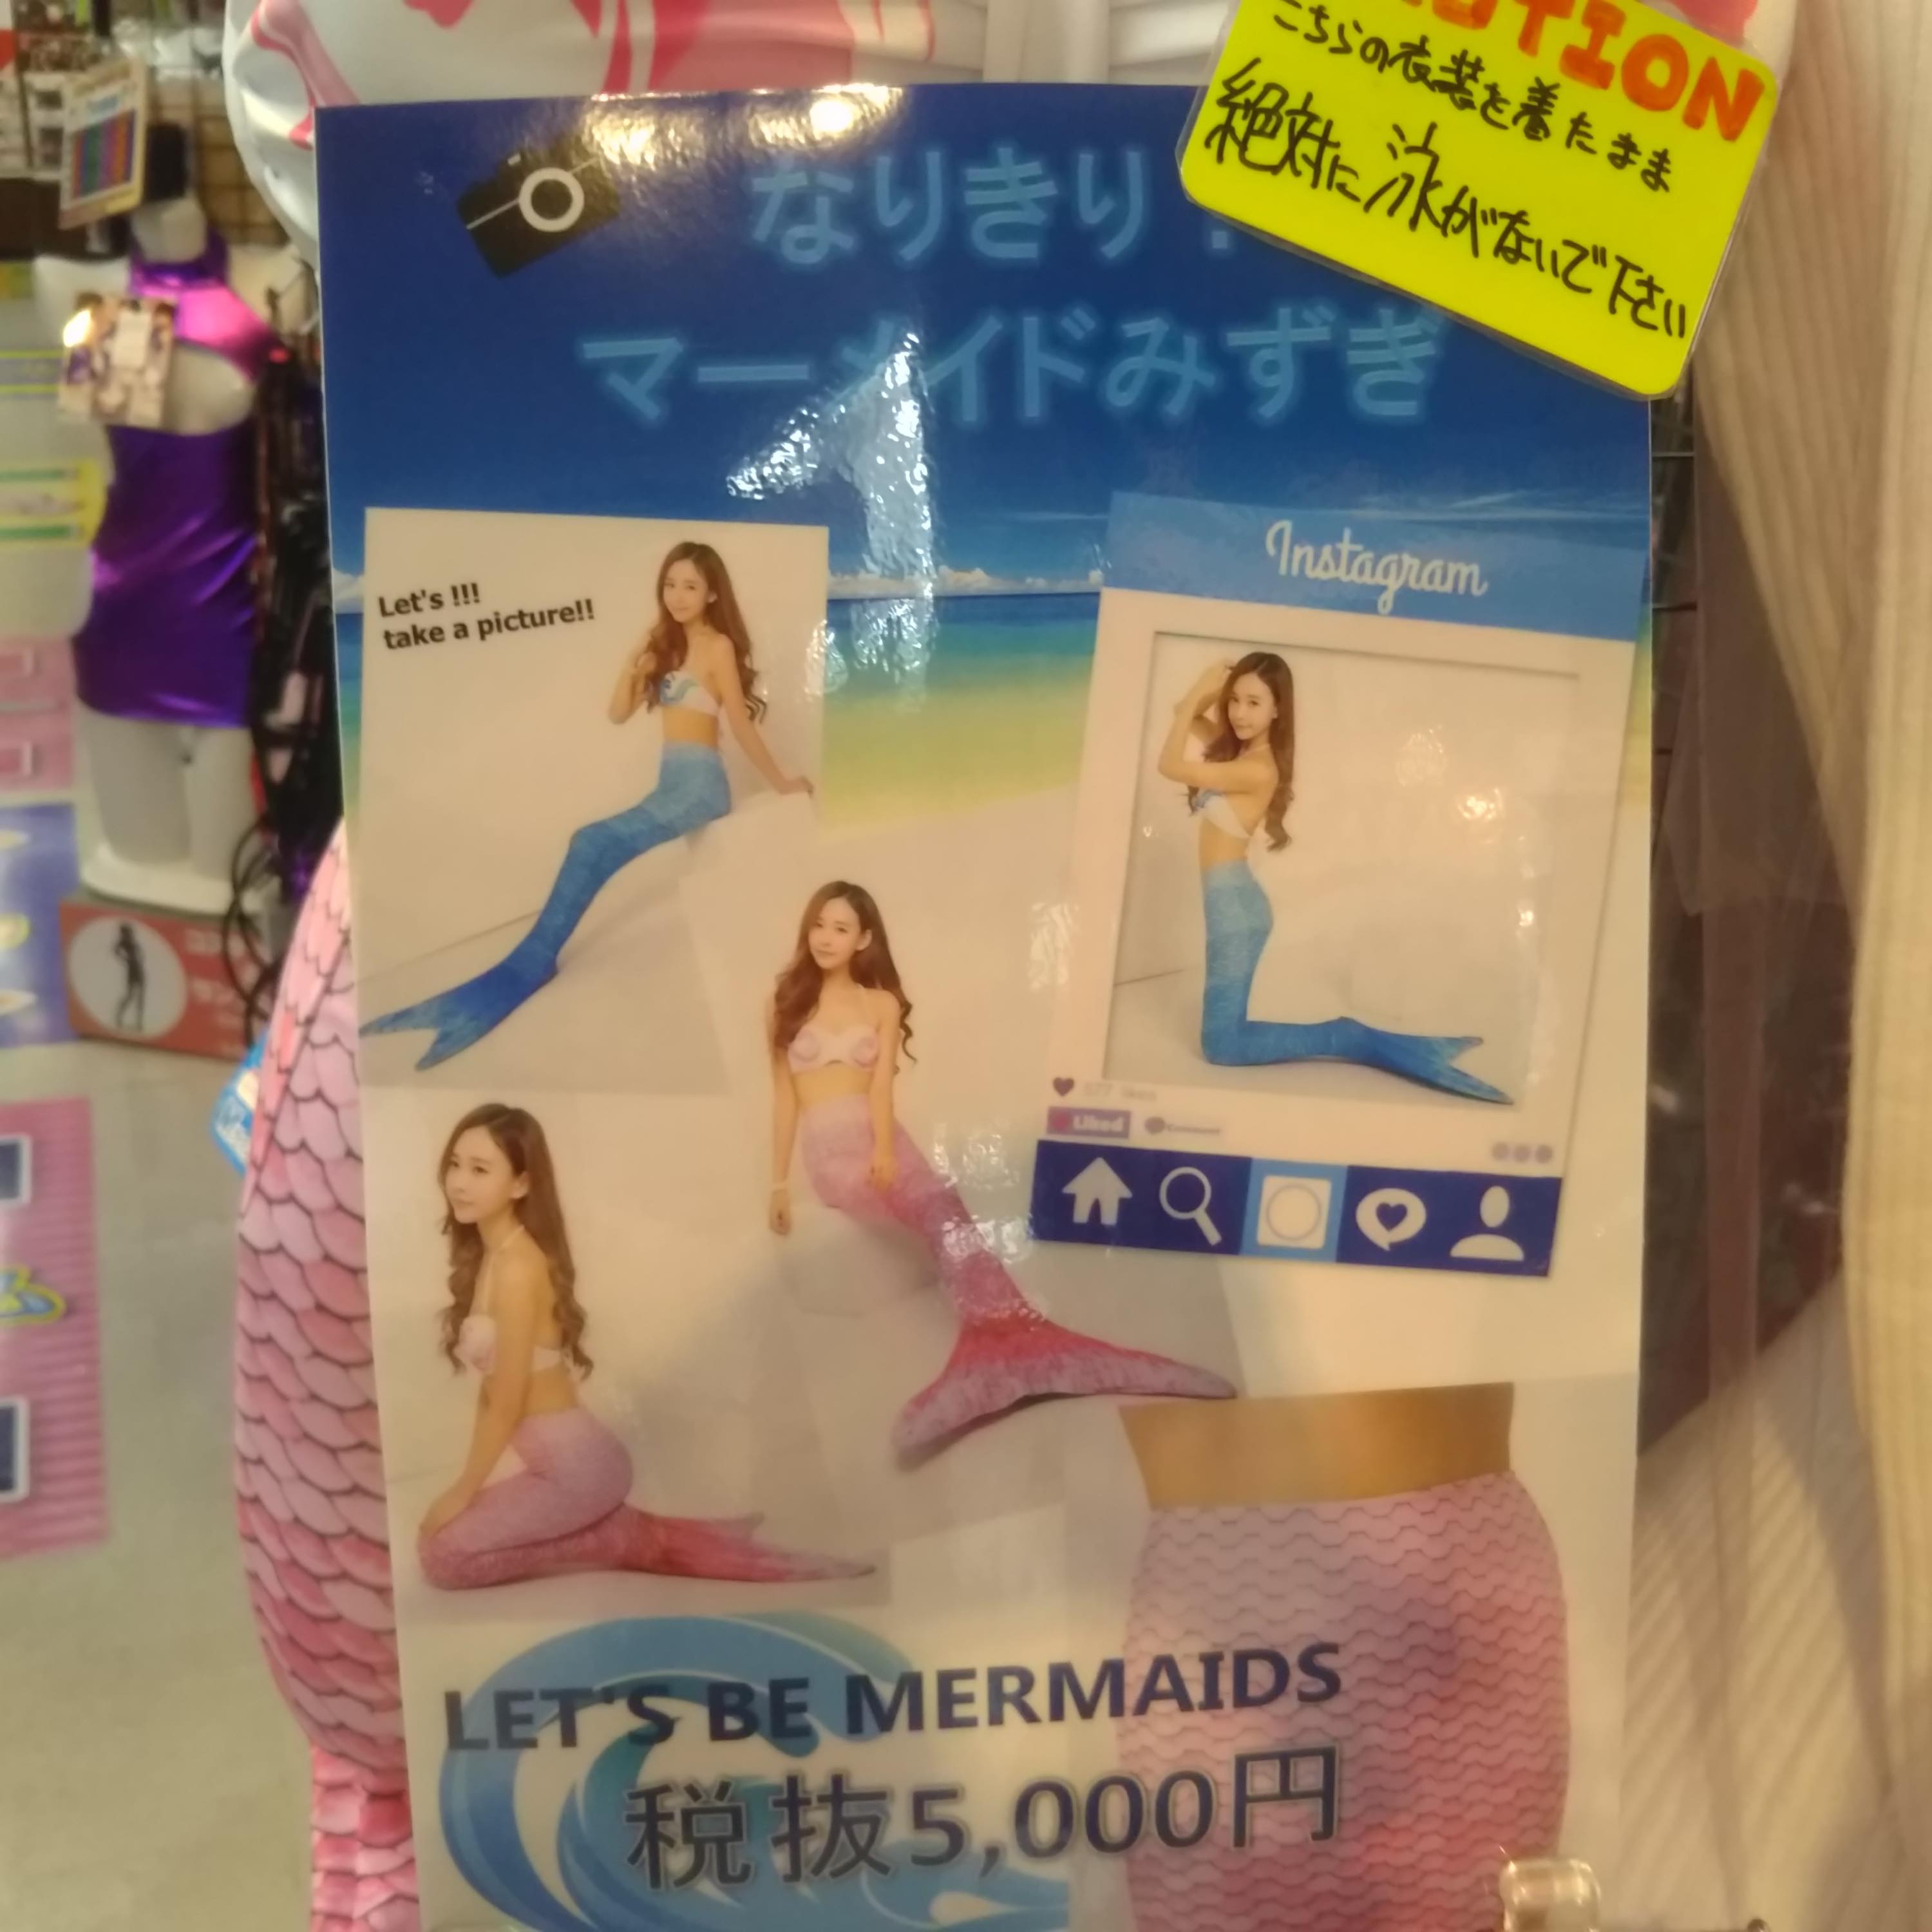 こちらの衣装を着たまま
絶対に泳がないで下さい
なりきり!
マーメイドみずぎ
Let's !!!
take a picture!!
Instagram
Liked
Comment
LET'S BE MERMAIDS
税抜5,000円